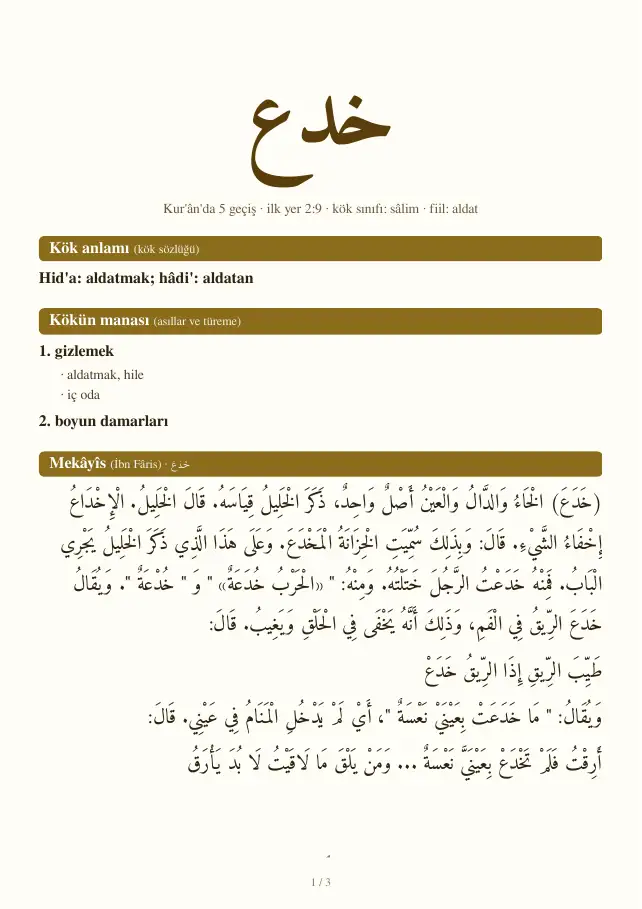 خدع
Kur'ân'da 5 geçiş · ilk yer 2:9 · kök sınıfı: sâlim · fiil: aldat
Kök anlamı (kök sözlüğü)
Hid'a: aldatmak; hâdi': aldatan
Kökün manası (asıllar ve türeme)
1. gizlemek
· aldatmak, hile
· iç oda
2. boyun damarları
Mekâyîs (İbn Fâris) · خدع
(خَدَعَ) الْخَاءُ وَالدَّالُ وَالْعَيْنُ أَصْلٌ وَاحِدٌ، ذَكَرَ الْخَلِيلُ قِيَاسَهُ. قَالَ الْخَلِيلُ. الْإِخْدَاعُ
إِخْفَاءُ الشَّيْءِ. قَالَ: وَبِذَلِكَ سُمِّيَتِ الْخِزَانَةُ الْمَخْدَعَ. وَعَلَى هَذَا الَّذِي ذَكَرَ الْخَلِيلُ يَجْرِي
الْبَابُ. فَمِنْهُ خَدَعْتُ الرَّجُلَ خَتَلْتُهُ. وَمِنْهُ: " «الْحَرْبُ خُدَعَةٌ» " وَ " خُدْعَةٌ ". وَيُقَالُ
خَدَعَ الرِّيقُ فِي الْفَمِ، وَذَلِكَ أَنَّهُ يَخْفَى فِي الْحَلْقِ وَيَغِيبُ. قَالَ:
طَيِّبَ الرِّيقِ إِذَا الرِّيقُ خَدَعْ
وَيُقَالُ: " مَا خَدَعَتْ بِعَيْنَيْ نَعْسَةٌ "، أَيْ لَمْ يَدْخُلِ الْمَنَامُ فِي عَيْنِي. قَالَ:
أَرِقْتُ فَلَمْ تَخْدَعْ بِعَيْنَيَّ نَعْسَةٌ ... وَمَنْ يَلْقَ مَا لَاقَيْتُ لَا بُدَ يَأْرَقُ
1 / 3